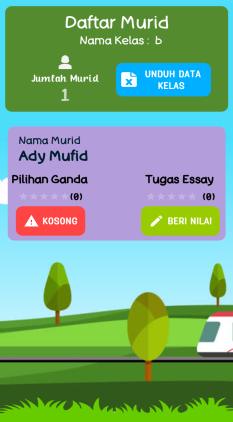 Daftar Murid
Nama Kelas : b
Jumlah Murid
1
UNDUH DATA
KELAS
Nama Murid
Ady Mufid
Pilihan Ganda
Tugas Essay
(0)
(0)
KOSONG
BERI NILAI